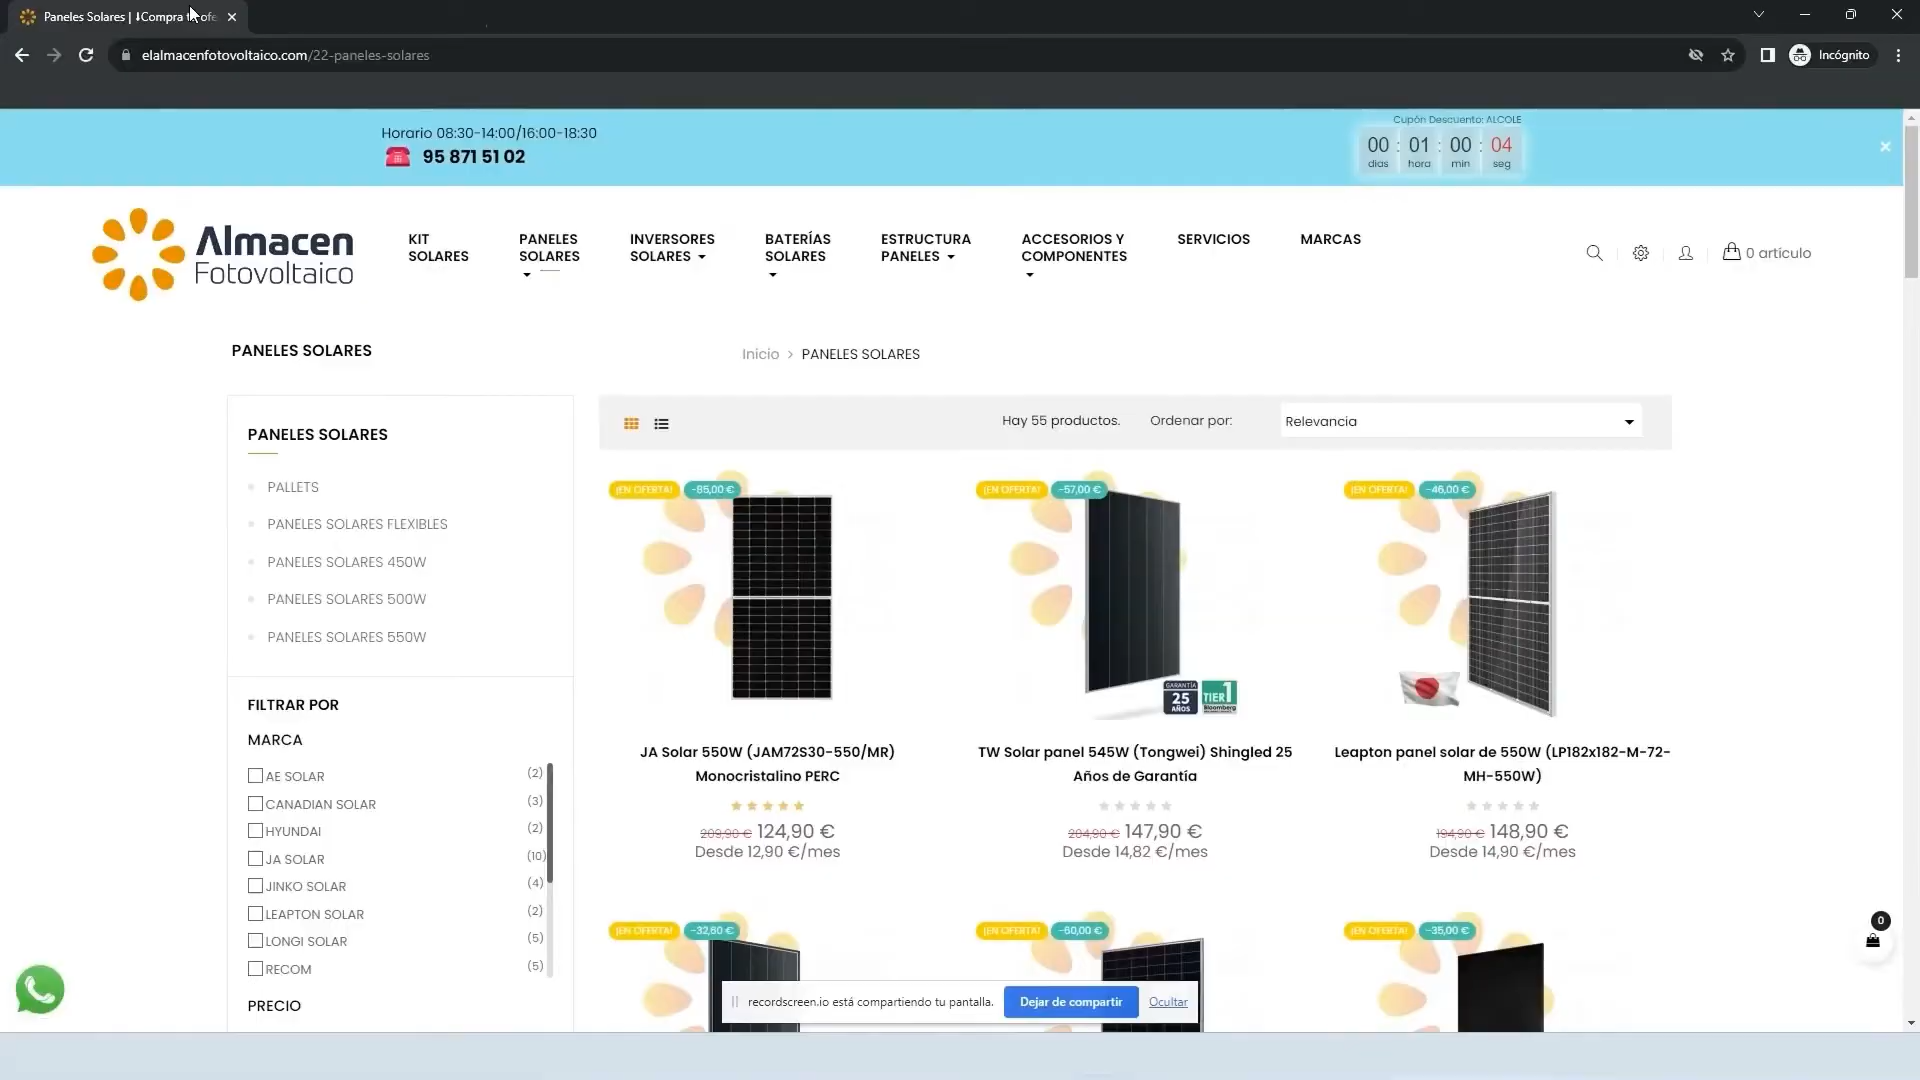 Paneles Solares | ⬇Compra
elalmacenfotovoltaico.com/22-paneles-solares
Incógnito
Horario 08:30-14:00/16:00-18:30
95 871 51 02
Cupón Descuento: ALCOLE
00 : 01 : 00 : 04
dias hora min seg
Almacen
Fotovoltaico
KIT
SOLARES
PANELES
SOLARES
INVERSORES
SOLARES
BATERÍAS
SOLARES
ESTRUCTURA
PANELES
ACCESORIOS Y
COMPONENTES
SERVICIOS
MARCAS
0 articulo
PANELES SOLARES
Inicio > PANELES SOLARES
PANELES SOLARES
PALLETS
PANELES SOLARES FLEXIBLES
PANELES SOLARES 450W
PANELES SOLARES 500W
PANELES SOLARES 550W
FILTRAR POR
MARCA
AE SOLAR (2)
CANADIAN SOLAR (3)
HYUNDAI (2)
JA SOLAR (10)
JINKO SOLAR (4)
LEAPTON SOLAR (2)
LONGI SOLAR (5)
RECOM (5)
PRECIO
Hay 55 productos. Ordenar por: Relevancia
¡EN OFERTA! -85,00 €
JA Solar 550W (JAM72S30-550/MR)
Monocristalino PERC
209,90 € 124,90 €
Desde 12,90 €/mes
¡EN OFERTA! -57,00 €
GARANTÍA
25
AÑOS
TIER 1
Bloomberg
TW Solar panel 545W (Tongwei) Shingled 25
Años de Garantía
204,90 € 147,90 €
Desde 14,82 €/mes
¡EN OFERTA! -46,00 €
Leapton panel solar de 550W (LP182x182-M-72-
MH-550W)
194,90 € 148,90 €
Desde 14,90 €/mes
¡EN OFERTA! -32,60 €
¡EN OFERTA! -60,00 €
¡EN OFERTA! -35,00 €
0
recordscreen.io está compartiendo tu pantalla. Dejar de compartir Ocultar